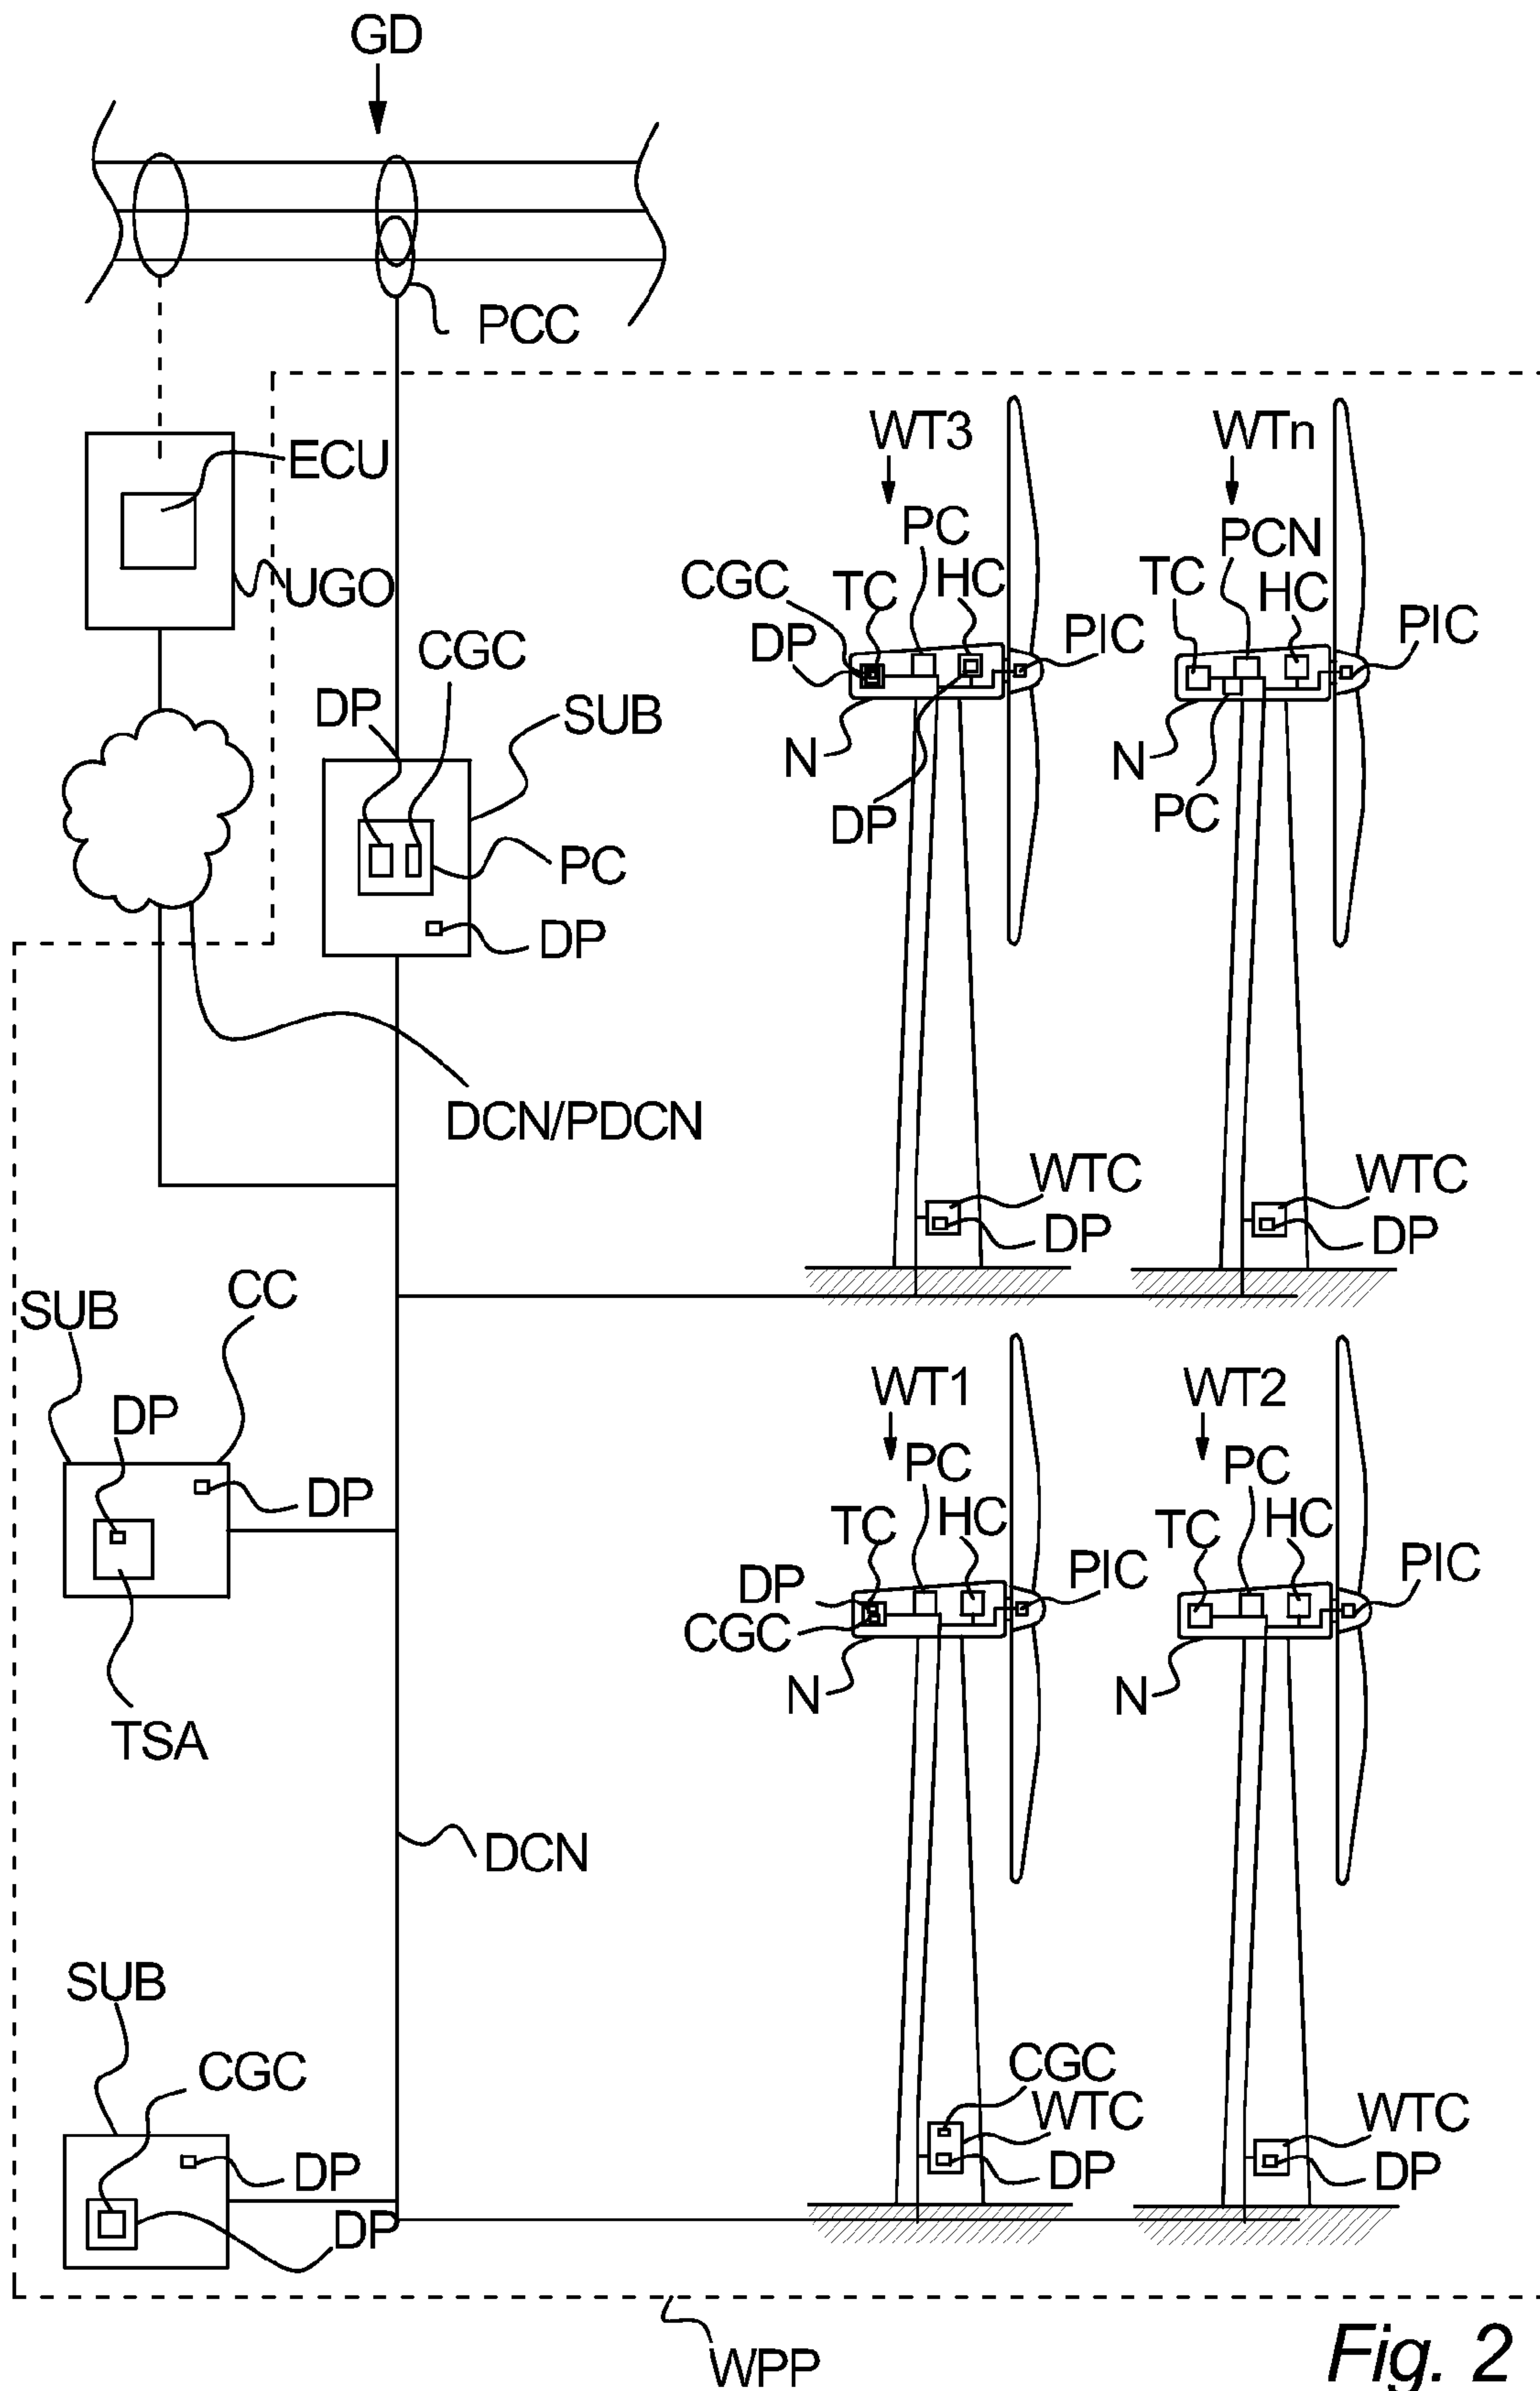 GD
PCC
ECU
UGO
WT3
WTn
PC
PCN
CGC
TC
HC
TC
HC
DP
PIC
PIC
CGC
DP
SUB
N
N
DP
PC
PC
DP
DCN/PDCN
WTC
WTC
DP
DP
SUB
CC
DP
DP
WT1
WT2
PC
PC
TC
HC
TC
HC
DP
PIC
PIC
CGC
N
N
TSA
DCN
SUB
CGC
CGC
WTC
WTC
DP
DP
DP
DP
WPP
Fig. 2